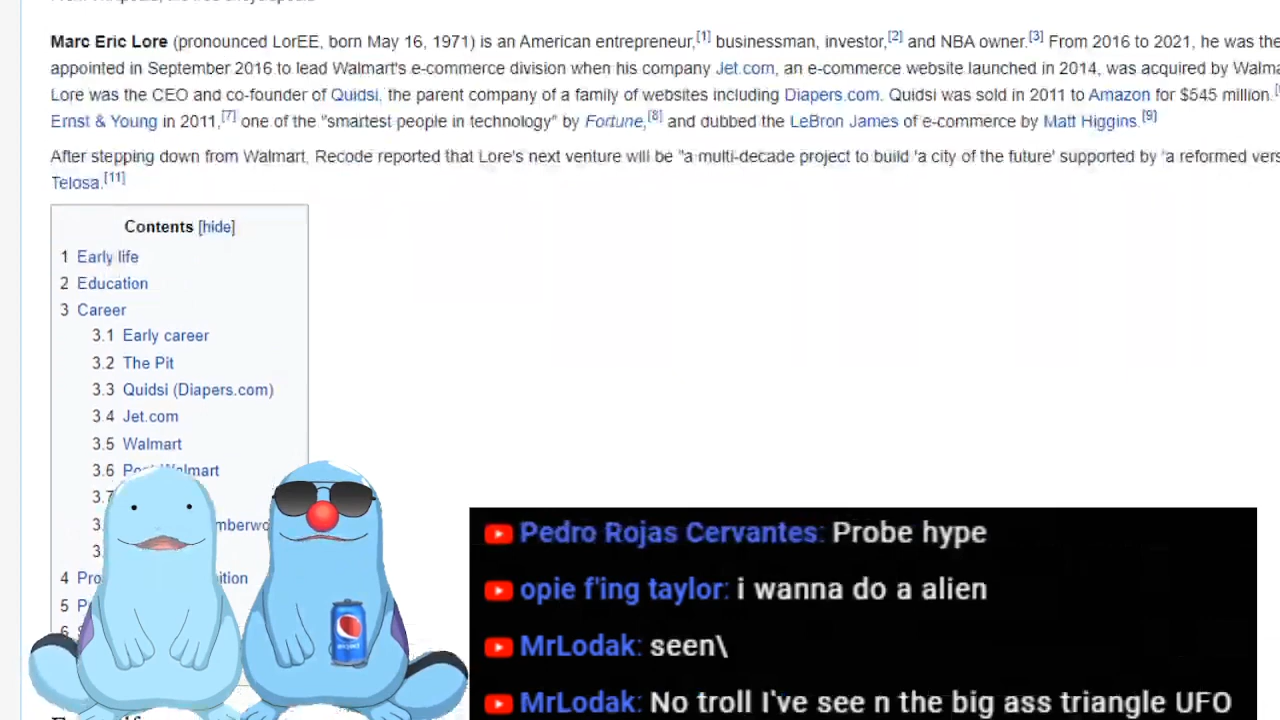 Marc Eric Lore (pronounced LorEE, born May 16, 1971) is an American entrepreneur,[1] businessman, investor,[2] and NBA owner.[3] From 2016 to 2021, he was the
appointed in September 2016 to lead Walmart's e-commerce division when his company Jet.com, an e-commerce website launched in 2014, was acquired by
Lore was the CEO and co-founder of Quidsi, the parent company of a family of websites including Diapers.com. Quidsi was sold in 2011 to Amazon for $545 million.
Ernst & Young in 2011,[7] one of the "smartest people in technology" by Fortune,[8] and dubbed the LeBron James of e-commerce by Matt Higgins.[9]
After stepping down from Walmart, Recode reported that Lore's next venture will be "a multi-decade project to build 'a city of the future' supported by 'a reformed
Telosa.[11]
Contents [hide]
1 Early life
2 Education
3 Career
3.1 Early career
3.2 The Pit
3.3 Quidsi (Diapers.com)
3.4 Jet.com
3.5 Walmart
3.6
4
5
Pedro Rojas Cervantes: Probe hype
opie f'ing taylor: i wanna do a alien
MrLodak: seen\
MrLodak: No troll I've see n the big ass triangle UFO